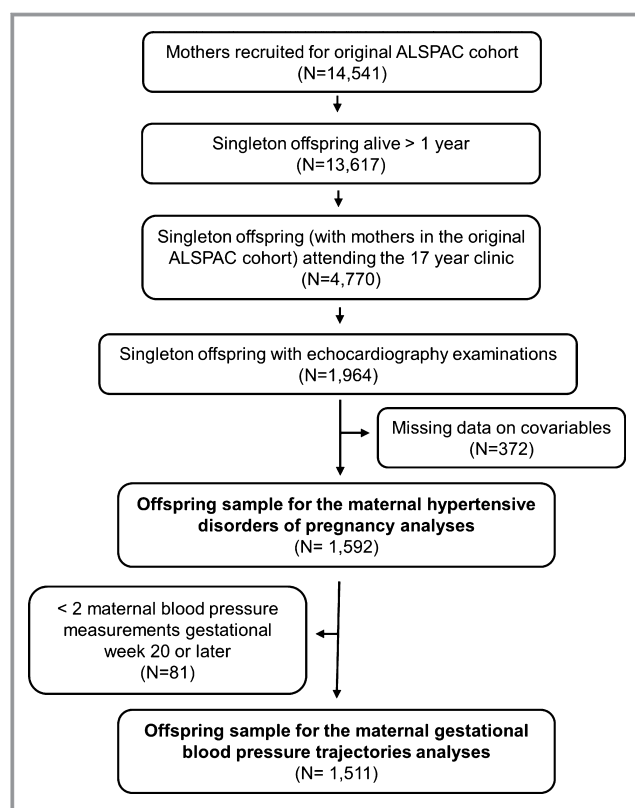 Mothers recruited for original ALSPAC cohort
(N=14,541)
Singleton offspring alive > 1 year
(N=13,617)
Singleton offspring (with mothers in the original
ALSPAC cohort) attending the 17 year clinic
(N=4,770)
Singleton offspring with echocardiography examinations
(N=1,964)
Missing data on covariables
(N=372)
Offspring sample for the maternal hypertensive
disorders of pregnancy analyses
(N= 1,592)
< 2 maternal blood pressure
measurements gestational
week 20 or later
(N=81)
Offspring sample for the maternal gestational
blood pressure trajectories analyses
(N= 1,511)